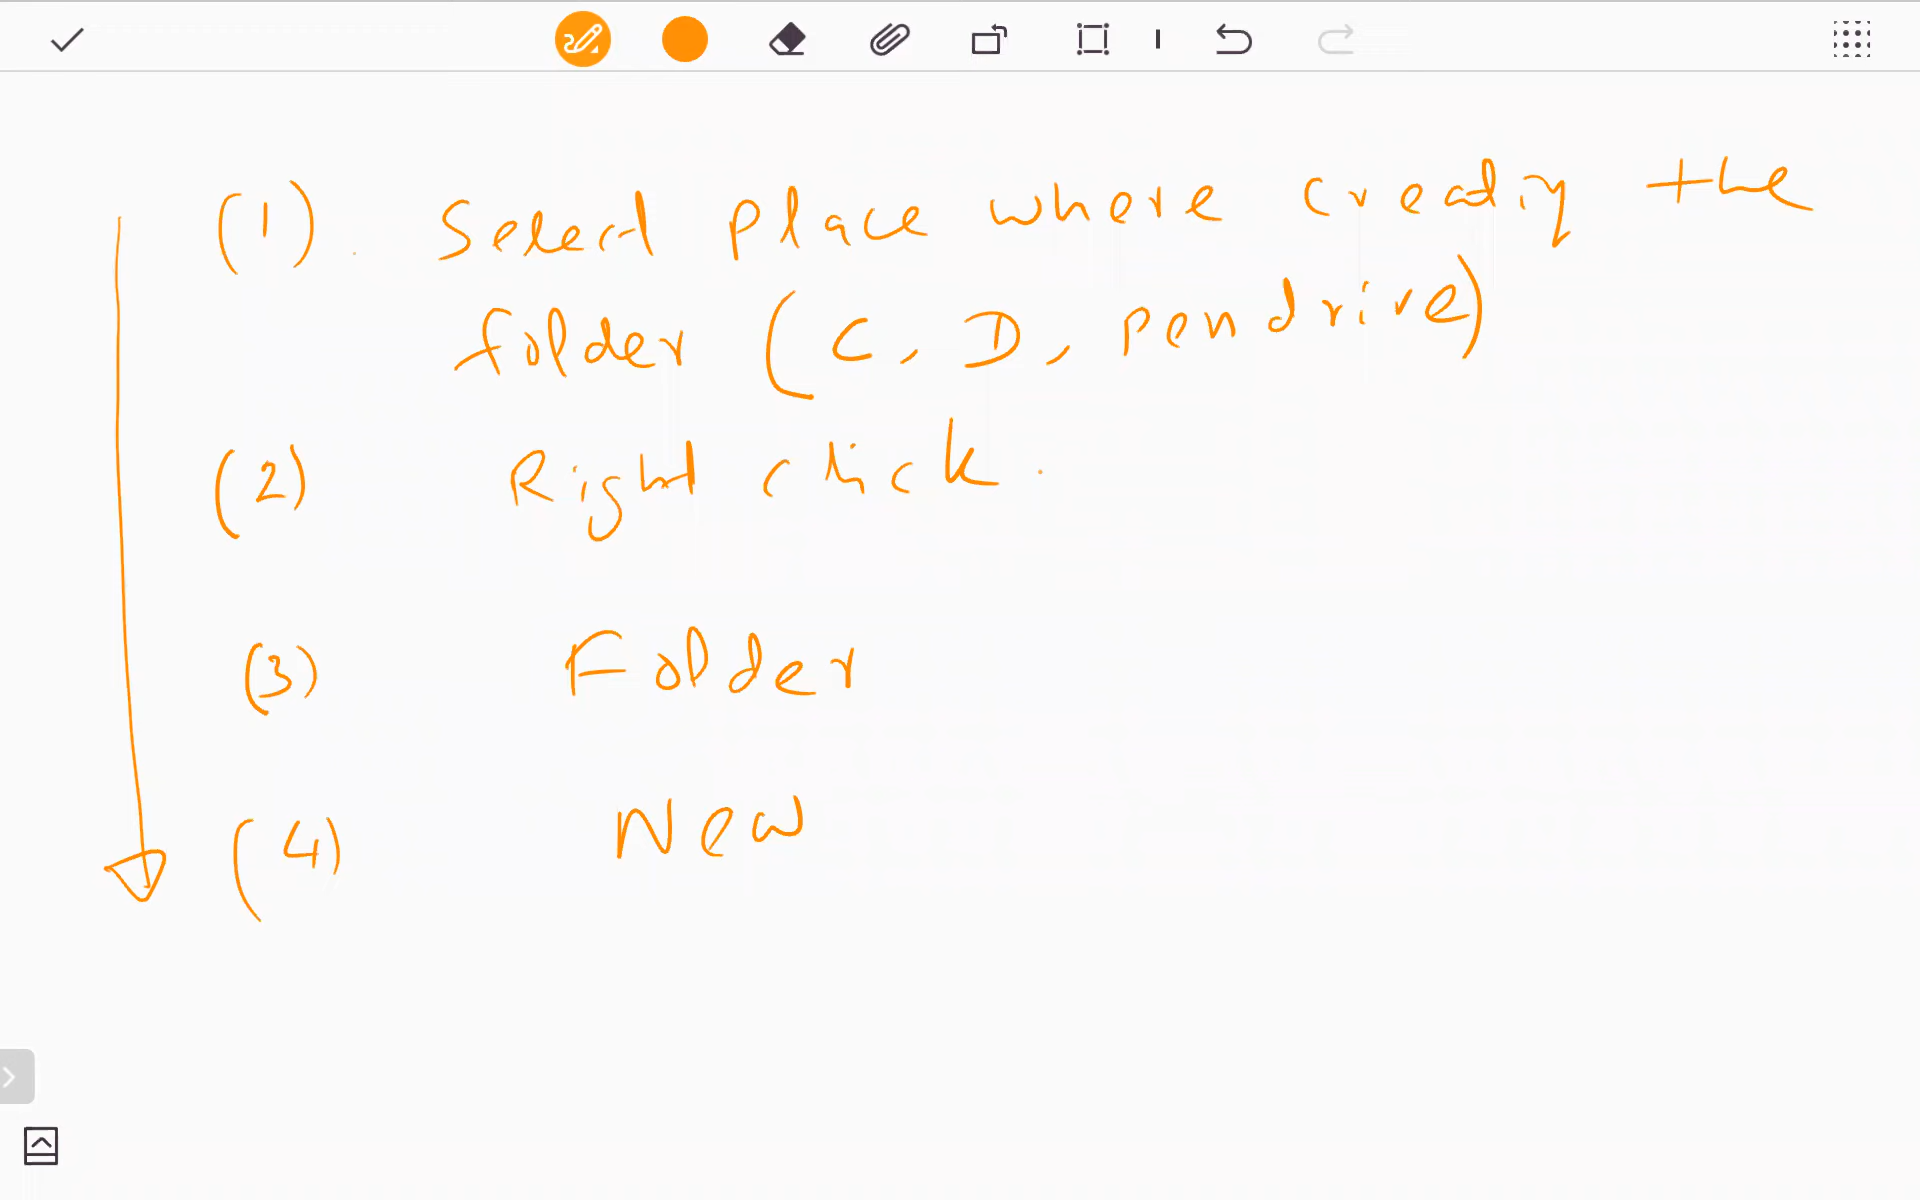 (1). Select place where creating the
folder (C, D, pendrive)
(2) Right click.
(3) Folder
(4) New